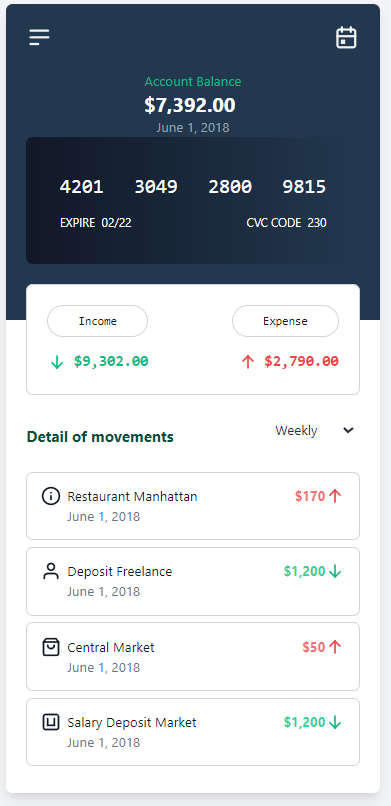 Account Balance
$7,392.00
June 1, 2018
4201 3049 2800 9815
EXPIRE 02/22 CVC CODE 230
Income Expense
$9,302.00 $2,790.00
Detail of movements Weekly
Restaurant Manhattan $170
June 1, 2018
Deposit Freelance $1,200
June 1, 2018
Central Market $50
June 1, 2018
Salary Deposit Market $1,200
June 1, 2018